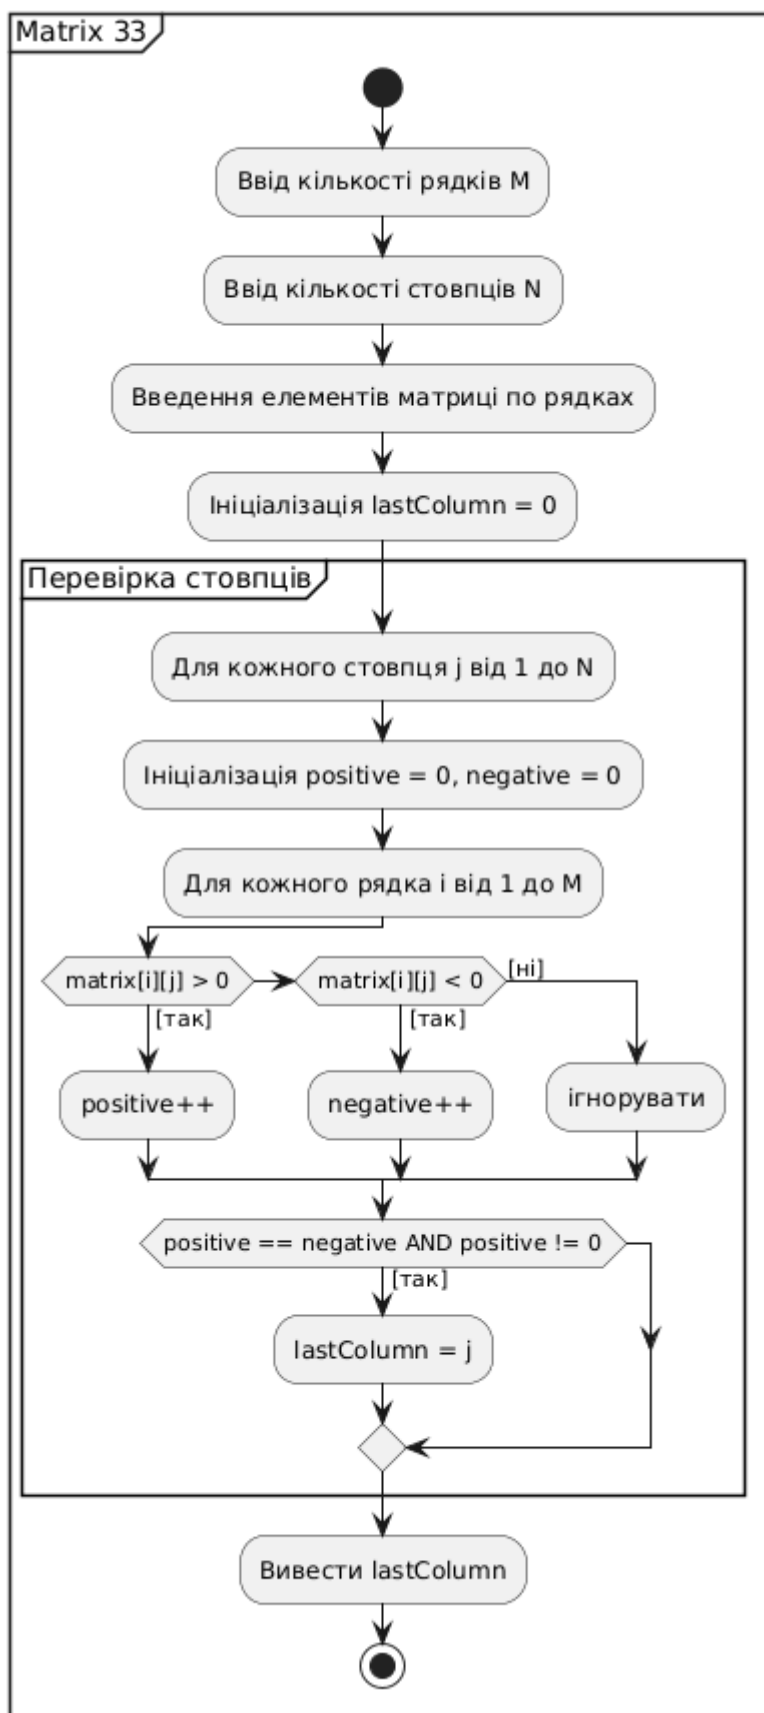 Matrix 33
Ввід кількості рядків M
Ввід кількості стовпців N
Введення елементів матриці по рядках
Ініціалізація lastColumn = 0
Перевірка стовпців
Для кожного стовпця j від 1 до N
Ініціалізація positive = 0, negative = 0
Для кожного рядка i від 1 до M
matrix[i][j] > 0
matrix[i][j] < 0
[ні]
[так]
[так]
positive++
negative++
ігнорувати
positive == negative AND positive != 0
[так]
lastColumn = j
Вивести lastColumn